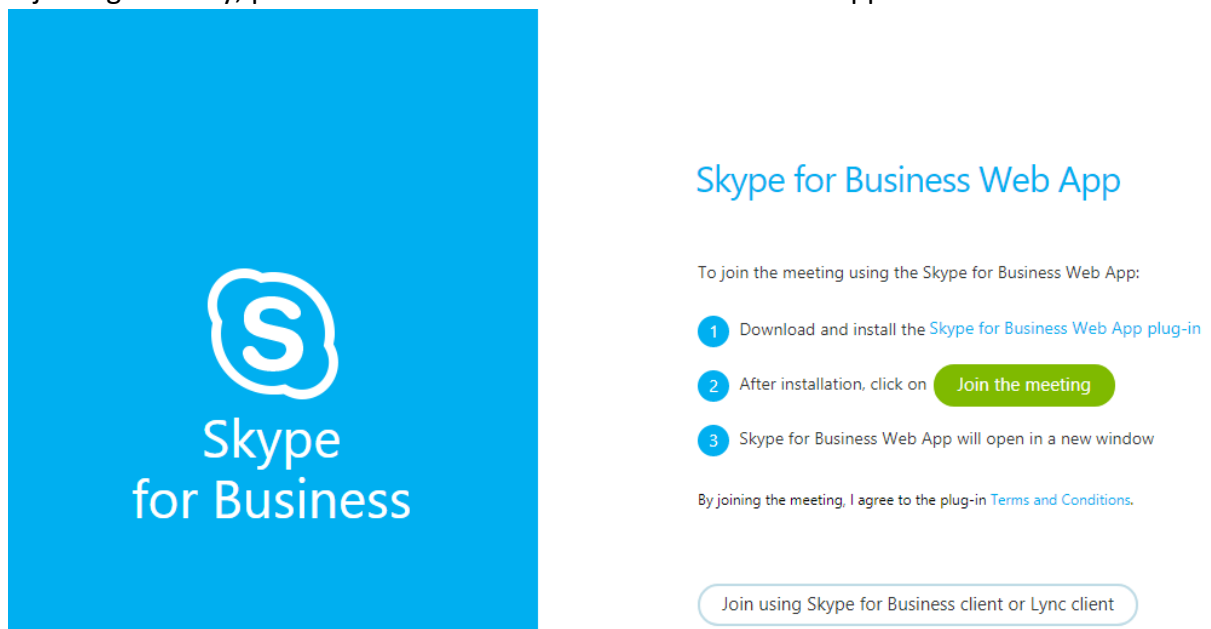 Skype
for Business
Skype for Business Web App
To join the meeting using the Skype for Business Web App:
1 Download and install the Skype for Business Web App plug-in
2 After installation, click on Join the meeting
3 Skype for Business Web App will open in a new window
By joining the meeting, I agree to the plug-in Terms and Conditions.
Join using Skype for Business client or Lync client